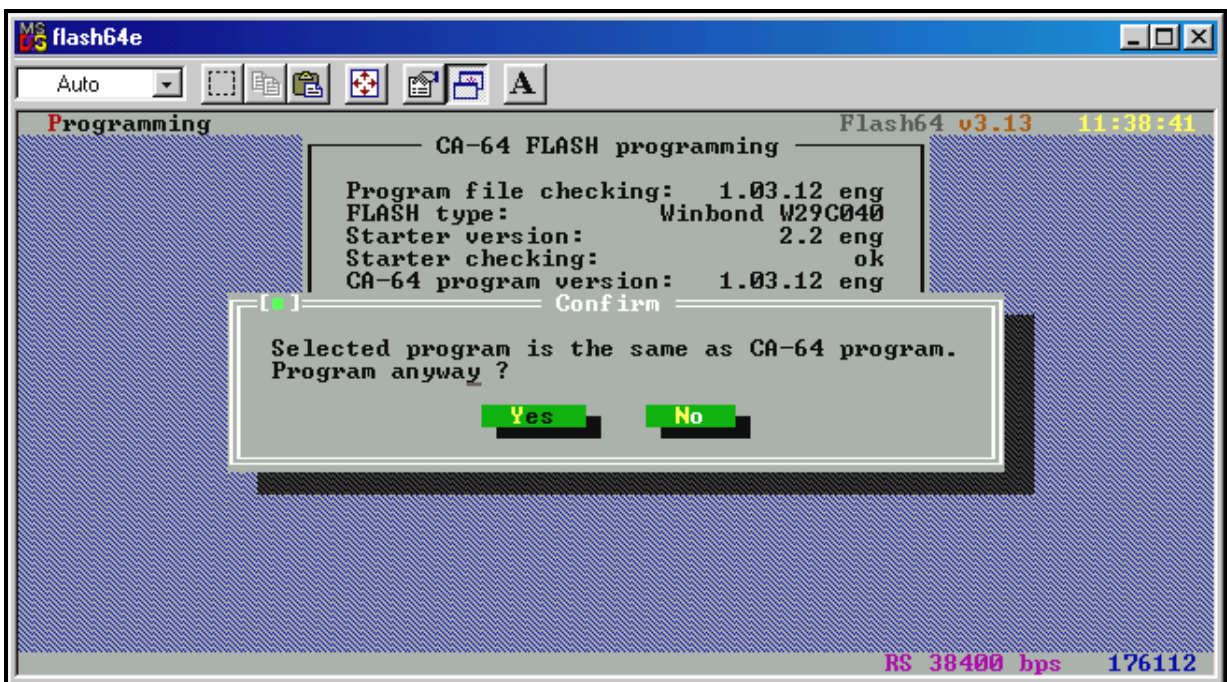 flash64e
Auto A
Programming Flash64 v3.13 11:38:41
CA-64 FLASH programming
Program file checking: 1.03.12 eng
FLASH type: Winbond W29C040
Starter version: 2.2 eng
Starter checking: ok
CA-64 program version: 1.03.12 eng
Confirm
Selected program is the same as CA-64 program.
Program anyway ?
Yes No
RS 38400 bps 176112